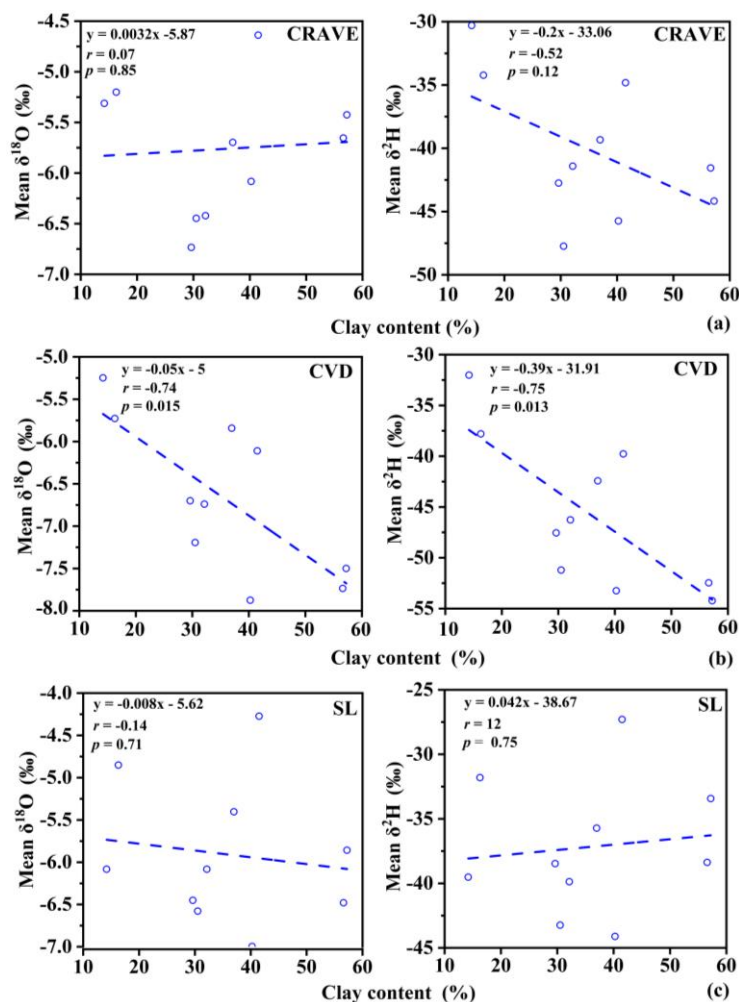 y = 0.0032x -5.87
r = 0.07
p = 0.85
CRAVE
-4.5
-5.0
-5.5
-6.0
-6.5
-7.0
Mean δ¹⁸O (‰)
10 20 30 40 50 60
y = -0.2x - 33.06
r = -0.52
p = 0.12
CRAVE
-30
-35
-40
-45
-50
Mean δ²H (‰)
10 20 30 40 50 60
Clay content (%)
(a)
y = -0.05x - 5
r = -0.74
p = 0.015
CVD
-5.0
-5.5
-6.0
-6.5
-7.0
-7.5
-8.0
Mean δ¹⁸O (‰)
10 20 30 40 50 60
y = -0.39x - 31.91
r = -0.75
p = 0.013
CVD
-30
-35
-40
-45
-50
-55
Mean δ²H (‰)
10 20 30 40 50 60
Clay content (%)
(b)
y = -0.008x - 5.62
r = -0.14
p = 0.71
SL
-4.0
-4.5
-5.0
-5.5
-6.0
-6.5
-7.0
Mean δ¹⁸O (‰)
10 20 30 40 50 60
y = 0.042x - 38.67
r = 12
p = 0.75
SL
-25
-30
-35
-40
-45
Mean δ²H (‰)
10 20 30 40 50 60
Clay content (%)
(c)